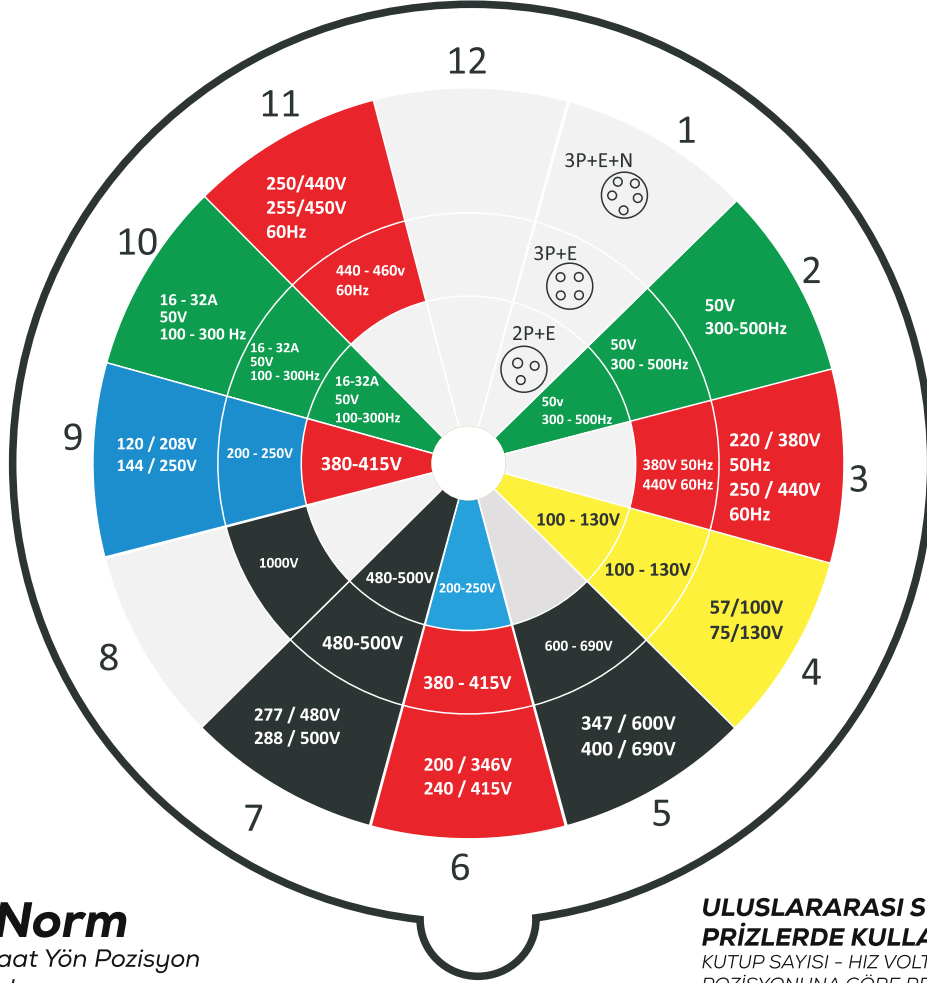 12
11
1
3P+E+N
250/440V
255/450V
60Hz
10
3P+E
2
440 - 460v
60Hz
16 - 32A
50V
100 - 300 Hz
50V
300-500Hz
2P+E
16 - 32A
50V
100 - 300Hz
50V
300 - 500Hz
16-32A
50V
100-300Hz
50v
300 - 500Hz
9
120 / 208V
144 / 250V
200 - 250V
380-415V
380V 50Hz
440V 60Hz
220 / 380V
50Hz
250 / 440V
60Hz
3
100 - 130V
1000V
480-500V
200-250V
100 - 130V
57/100V
75/130V
8
480-500V
380 - 415V
600 - 690V
4
277 / 480V
288 / 500V
200 / 346V
240 / 415V
347 / 600V
400 / 690V
7
6
5
Norm
aat Yön Pozisyon
ULUSLARARASI S
PRİZLERDE KULLA
KUTUP SAYISI - HIZ VOLT